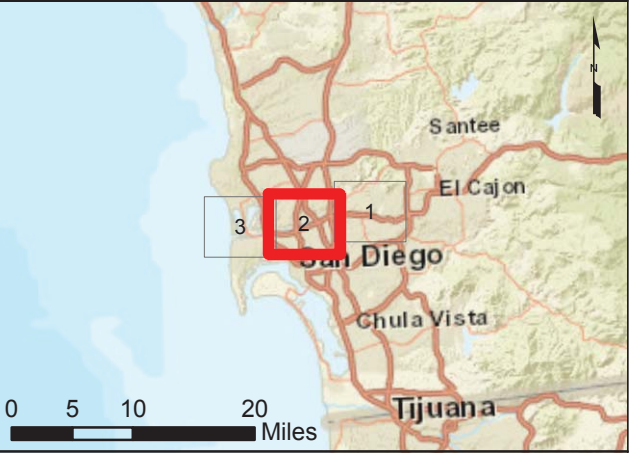 N
Santee
El Cajon
1
3
2
San Diego
Chula Vista
0 5 10 20
Miles
Tijuana